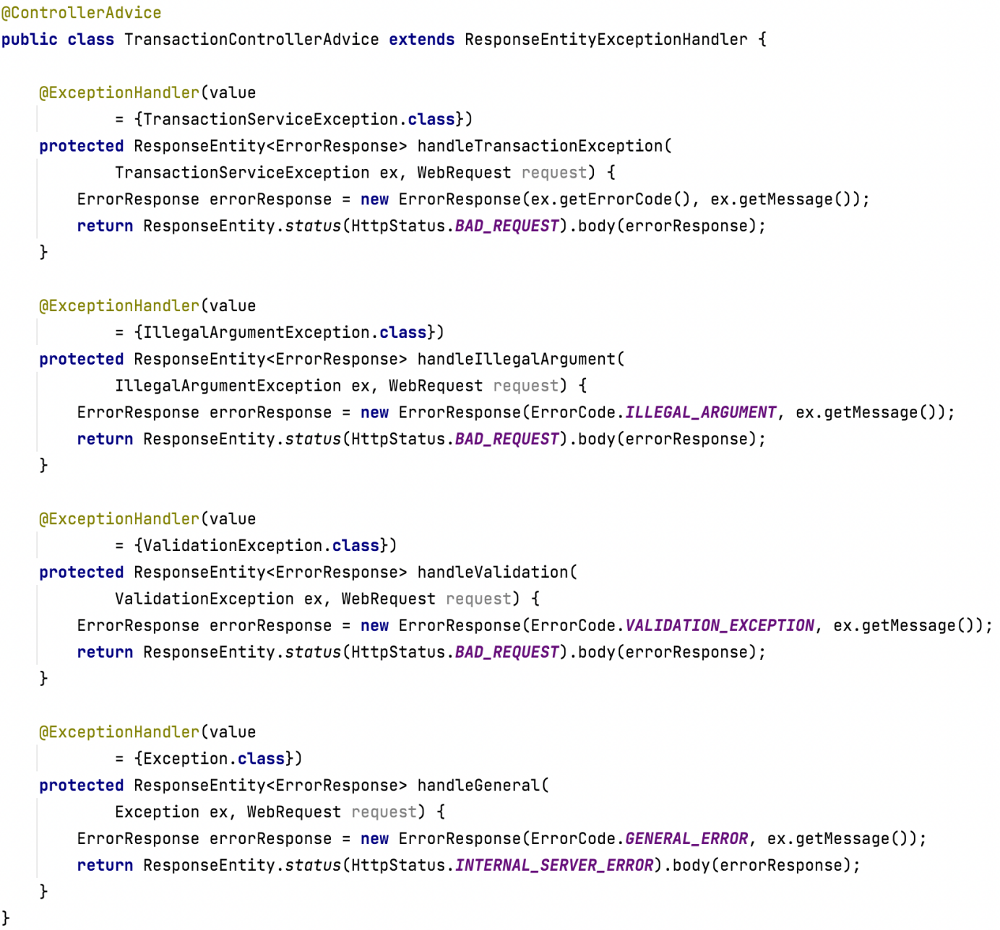 @ControllerAdvice
public class TransactionControllerAdvice extends ResponseEntityExceptionHandler {

    @ExceptionHandler(value
            = {TransactionServiceException.class})
    protected ResponseEntity<ErrorResponse> handleTransactionException(
            TransactionServiceException ex, WebRequest request) {
        ErrorResponse errorResponse = new ErrorResponse(ex.getErrorCode(), ex.getMessage());
        return ResponseEntity.status(HttpStatus.BAD_REQUEST).body(errorResponse);
    }

    @ExceptionHandler(value
            = {IllegalArgumentException.class})
    protected ResponseEntity<ErrorResponse> handleIllegalArgument(
            IllegalArgumentException ex, WebRequest request) {
        ErrorResponse errorResponse = new ErrorResponse(ErrorCode.ILLEGAL_ARGUMENT, ex.getMessage());
        return ResponseEntity.status(HttpStatus.BAD_REQUEST).body(errorResponse);
    }

    @ExceptionHandler(value
            = {ValidationException.class})
    protected ResponseEntity<ErrorResponse> handleValidation(
            ValidationException ex, WebRequest request) {
        ErrorResponse errorResponse = new ErrorResponse(ErrorCode.VALIDATION_EXCEPTION, ex.getMessage());
        return ResponseEntity.status(HttpStatus.BAD_REQUEST).body(errorResponse);
    }

    @ExceptionHandler(value
            = {Exception.class})
    protected ResponseEntity<ErrorResponse> handleGeneral(
            Exception ex, WebRequest request) {
        ErrorResponse errorResponse = new ErrorResponse(ErrorCode.GENERAL_ERROR, ex.getMessage());
        return ResponseEntity.status(HttpStatus.INTERNAL_SERVER_ERROR).body(errorResponse);
    }
}